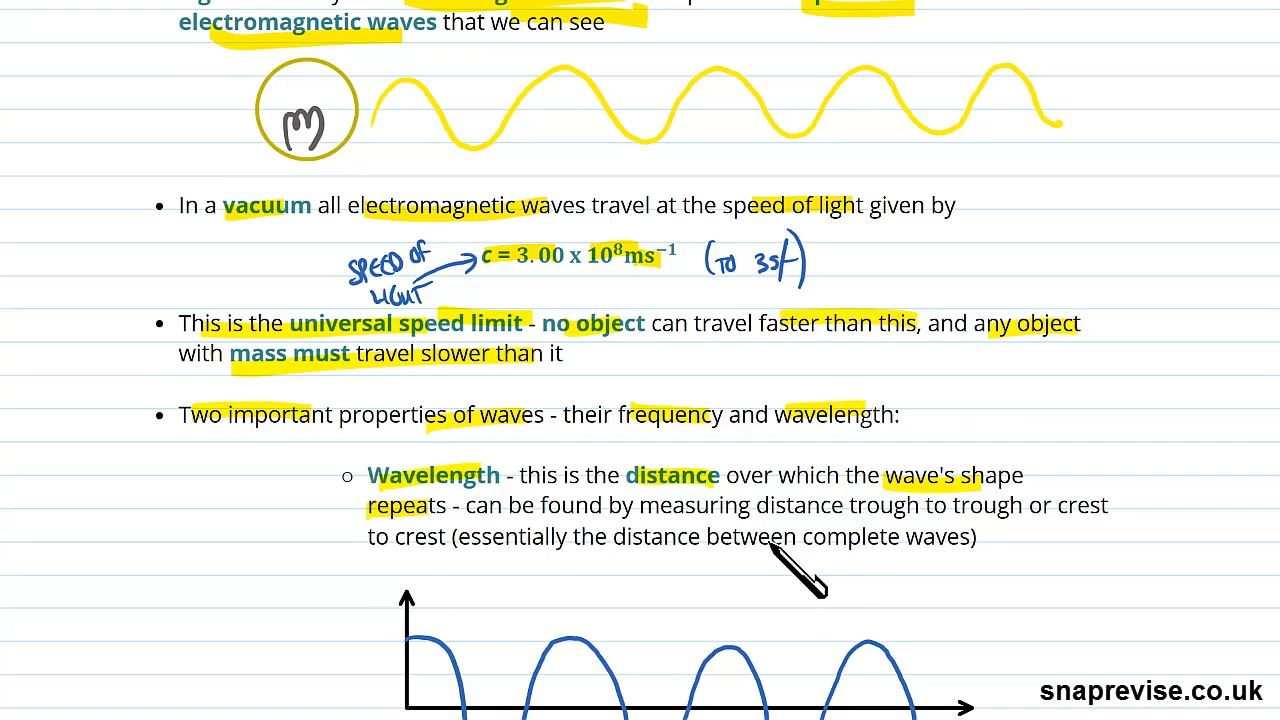 electromagnetic waves that we can see
m
• In a vacuum all electromagnetic waves travel at the speed of light given by
SPEED OF
LIGHT
c = 3.00 x 10⁸ms⁻¹ (TO 3sf)
• This is the universal speed limit - no object can travel faster than this, and any object
with mass must travel slower than it
• Two important properties of waves - their frequency and wavelength:
○ Wavelength - this is the distance over which the wave's shape
repeats - can be found by measuring distance trough to trough or crest
to crest (essentially the distance between complete waves)
snaprevise.co.uk